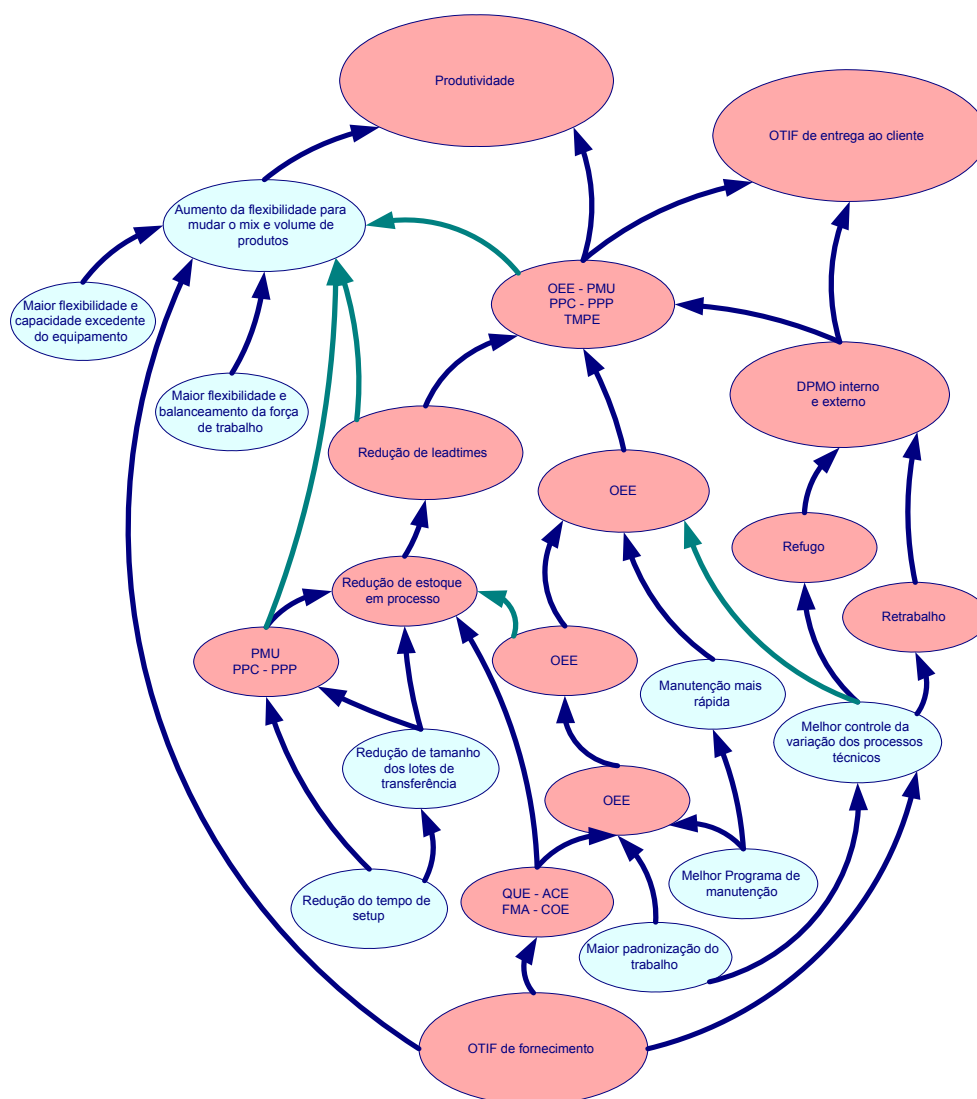 Produtividade
OTIF de entrega ao cliente
Aumento da flexibilidade para
mudar o mix e volume de
produtos
OEE - PMU
PPC - PPP
TMPE
Maior flexibilidade e
capacidade excedente
do equipamento
DPMO interno
e externo
Maior flexibilidade e
balanceamento da força
de trabalho
Redução de leadtimes
OEE
Refugo
Redução de estoque
em processo
Retrabalho
PMU
PPC - PPP
OEE
Manutenção mais
rápida
Melhor controle da
variação dos processos
técnicos
Redução de tamanho
dos lotes de
transferência
OEE
Melhor Programa de
manutenção
QUE - ACE
FMA - COE
Redução do tempo de
setup
Maior padronização do
trabalho
OTIF de fornecimento